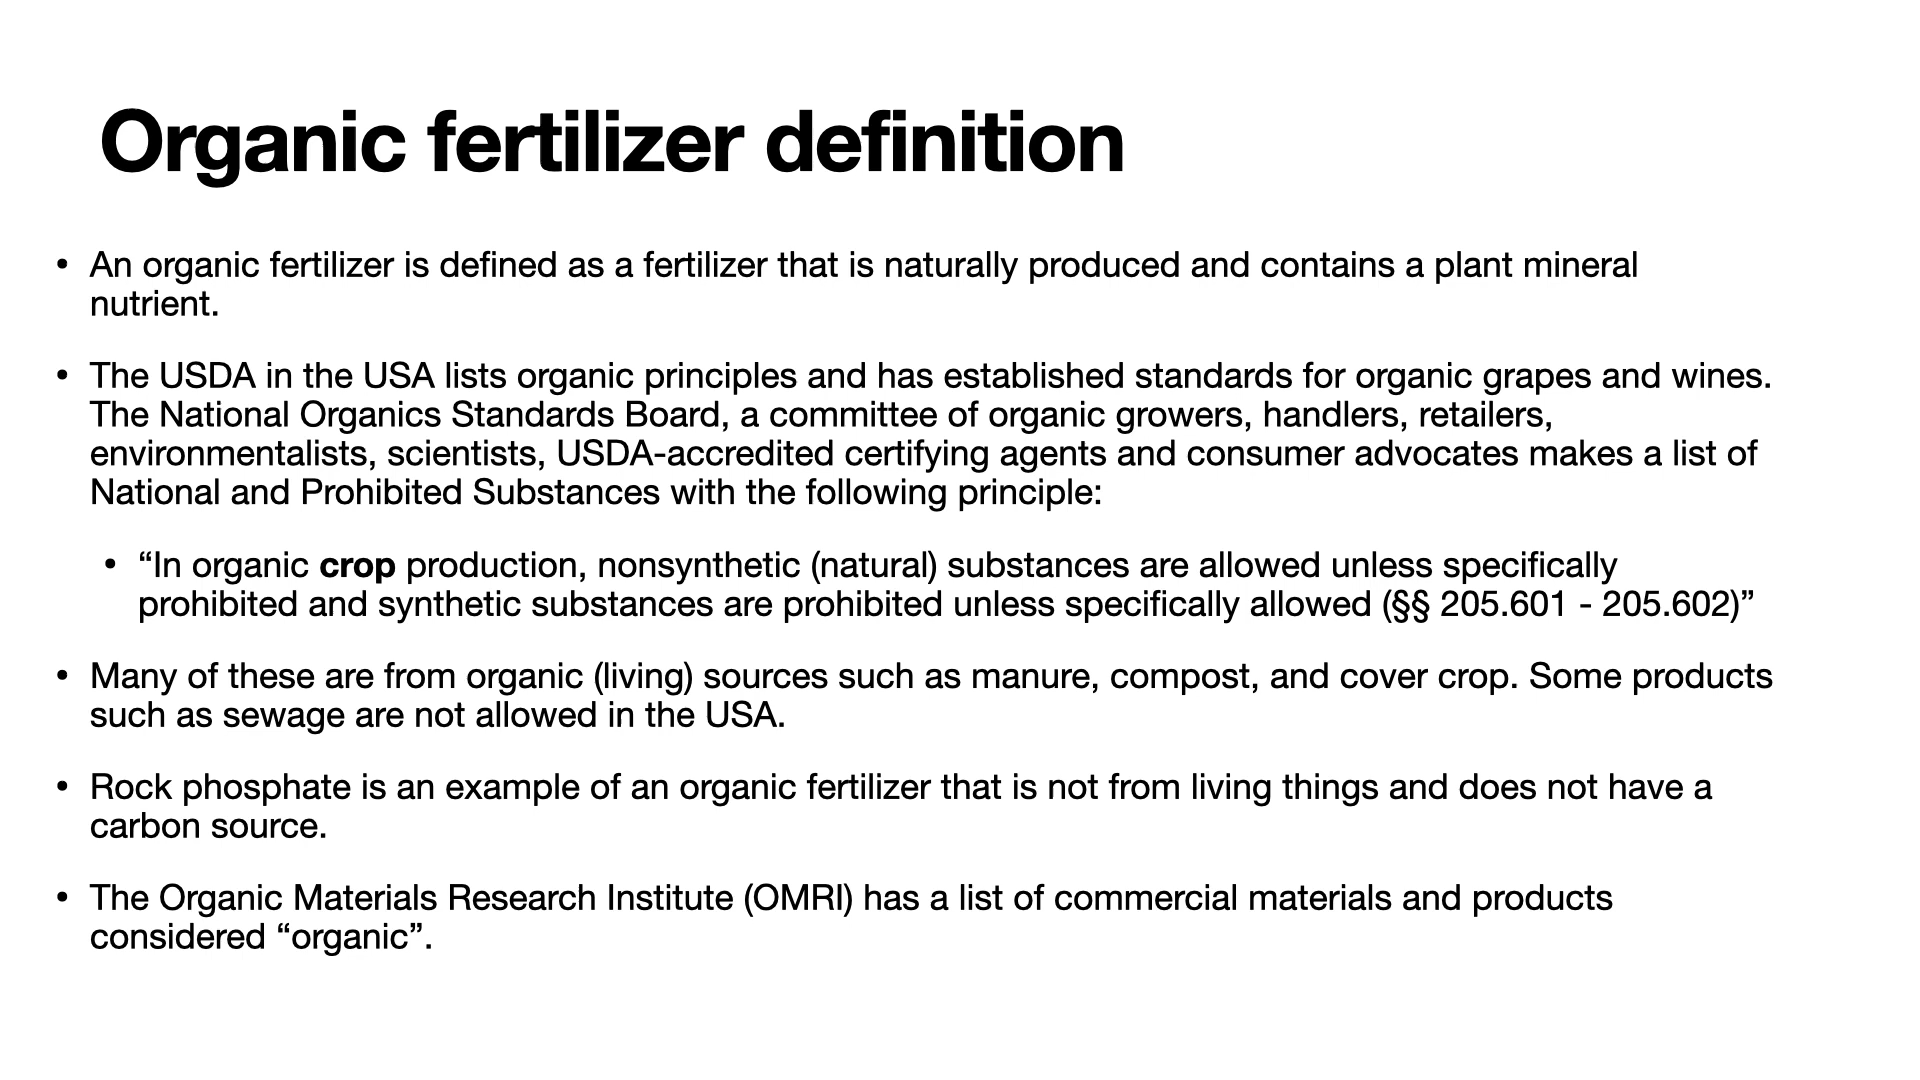 Organic fertilizer definition
• An organic fertilizer is defined as a fertilizer that is naturally produced and contains a plant mineral
nutrient.
• The USDA in the USA lists organic principles and has established standards for organic grapes and wines.
The National Organics Standards Board, a committee of organic growers, handlers, retailers,
environmentalists, scientists, USDA-accredited certifying agents and consumer advocates makes a list of
National and Prohibited Substances with the following principle:
• “In organic crop production, nonsynthetic (natural) substances are allowed unless specifically
prohibited and synthetic substances are prohibited unless specifically allowed (§§ 205.601 - 205.602)”
• Many of these are from organic (living) sources such as manure, compost, and cover crop. Some products
such as sewage are not allowed in the USA.
• Rock phosphate is an example of an organic fertilizer that is not from living things and does not have a
carbon source.
• The Organic Materials Research Institute (OMRI) has a list of commercial materials and products
considered “organic”.